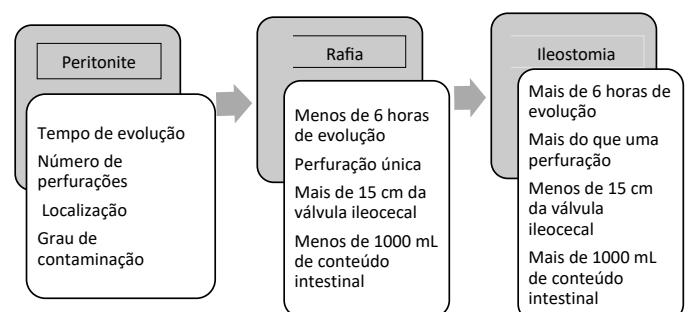 Peritonite
Tempo de evolução
Número de
perfurações
Localização
Grau de
contaminação
Rafia
Menos de 6 horas
de evolução
Perfuração única
Mais de 15 cm da
válvula ileocecal
Menos de 1000 mL
de conteúdo
intestinal
Ileostomia
Mais de 6 horas de
evolução
Mais do que uma
perfuração
Menos de 15 cm
da válvula
ileocecal
Mais de 1000 mL
de conteúdo
intestinal